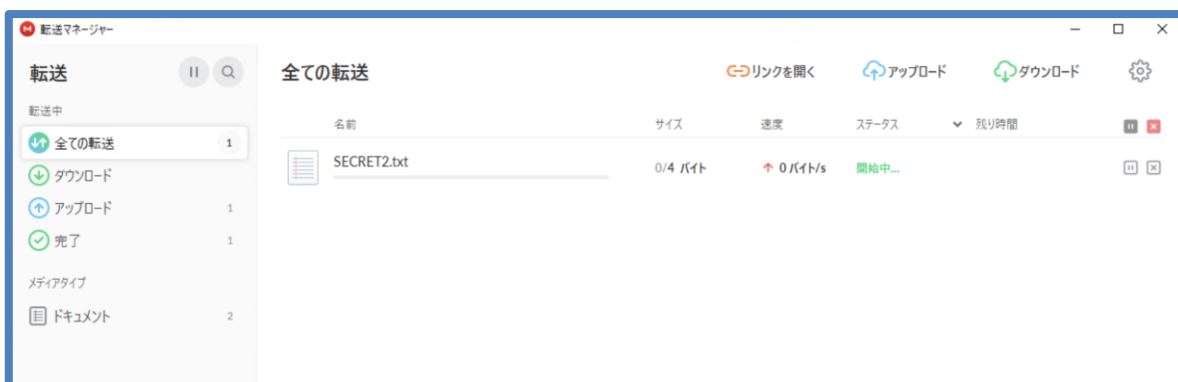 転送マネージャー
転送
全ての転送
リンクを開く
アップロード
ダウンロード
転送中
名前 サイズ 速度 ステータス 残り時間
全ての転送 1
SECRET2.txt 0/4 バイト 0 バイト/s 開始中...
ダウンロード
アップロード 1
完了 1
メディアタイプ
ドキュメント 2